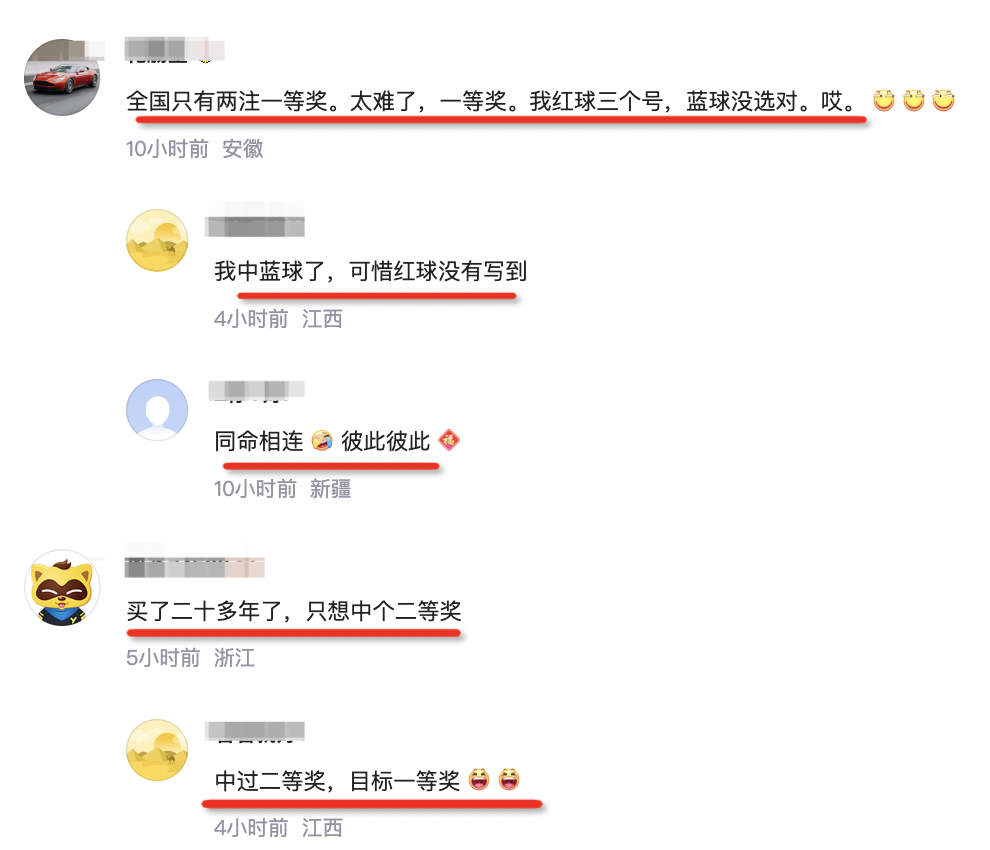 全国只有两注一等奖。太难了，一等奖。我红球三个号，蓝球没选对。哎。
10小时前 安徽
我中蓝球了，可惜红球没有写到
4小时前 江西
同命相连 彼此彼此
10小时前 新疆
买了二十多年了，只想中个二等奖
5小时前 浙江
中过二等奖，目标一等奖
4小时前 江西